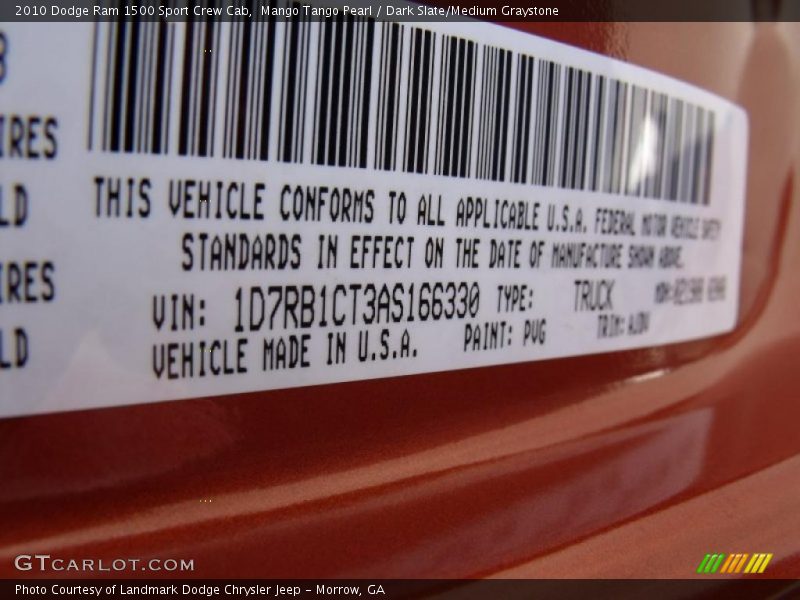 2010 Dodge Ram 1500 Sport Crew Cab, Mango Tango Pearl / Dark Slate/Medium Graystone
IRES
LD
IRES
LD
THIS VEHICLE CONFORMS TO ALL APPLICABLE U.S.A. FEDERAL MOTOR VEHICLE SAFETY
STANDARDS IN EFFECT ON THE DATE OF MANUFACTURE SHOWN ABOVE.
VIN: 1D7RB1CT3AS166330 TYPE: TRUCK MDH:
VEHICLE MADE IN U.S.A. PAINT: PVG TRIM:
GTCARLOT.COM
Photo Courtesy of Landmark Dodge Chrysler Jeep – Morrow, GA